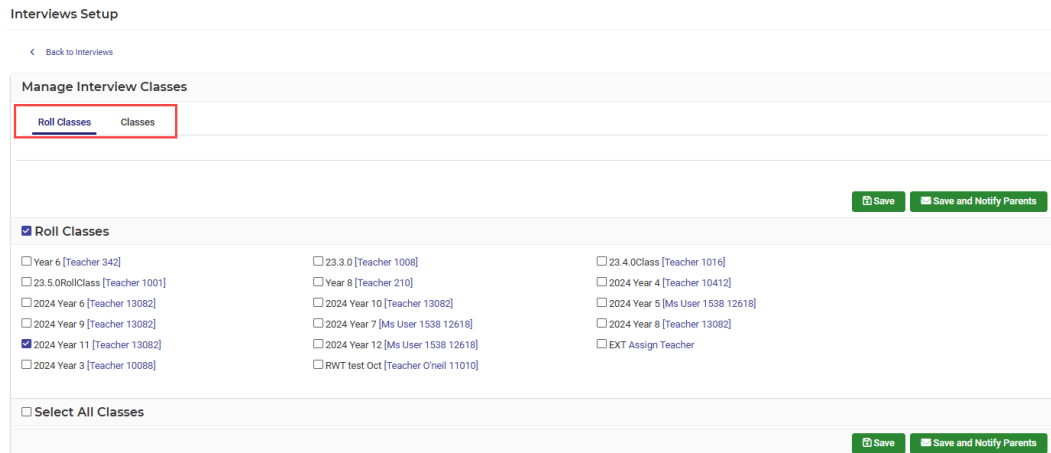 Interviews Setup
Back to Interviews
Manage Interview Classes
Roll Classes Classes
Save Save and Notify Parents
Roll Classes
Year 6 [Teacher 342] 23.3.0 [Teacher 1008] 23.4.0Class [Teacher 1016]
23.5.0RollClass [Teacher 1001] Year 8 [Teacher 210] 2024 Year 4 [Teacher 10412]
2024 Year 6 [Teacher 13082] 2024 Year 10 [Teacher 13082] 2024 Year 5 [Ms User 1538 12618]
2024 Year 9 [Teacher 13082] 2024 Year 7 [Ms User 1538 12618] 2024 Year 8 [Teacher 13082]
2024 Year 11 [Teacher 13082] 2024 Year 12 [Ms User 1538 12618] EXT Assign Teacher
2024 Year 3 [Teacher 10088] RWT test Oct [Teacher O'neil 11010]
Select All Classes
Save Save and Notify Parents